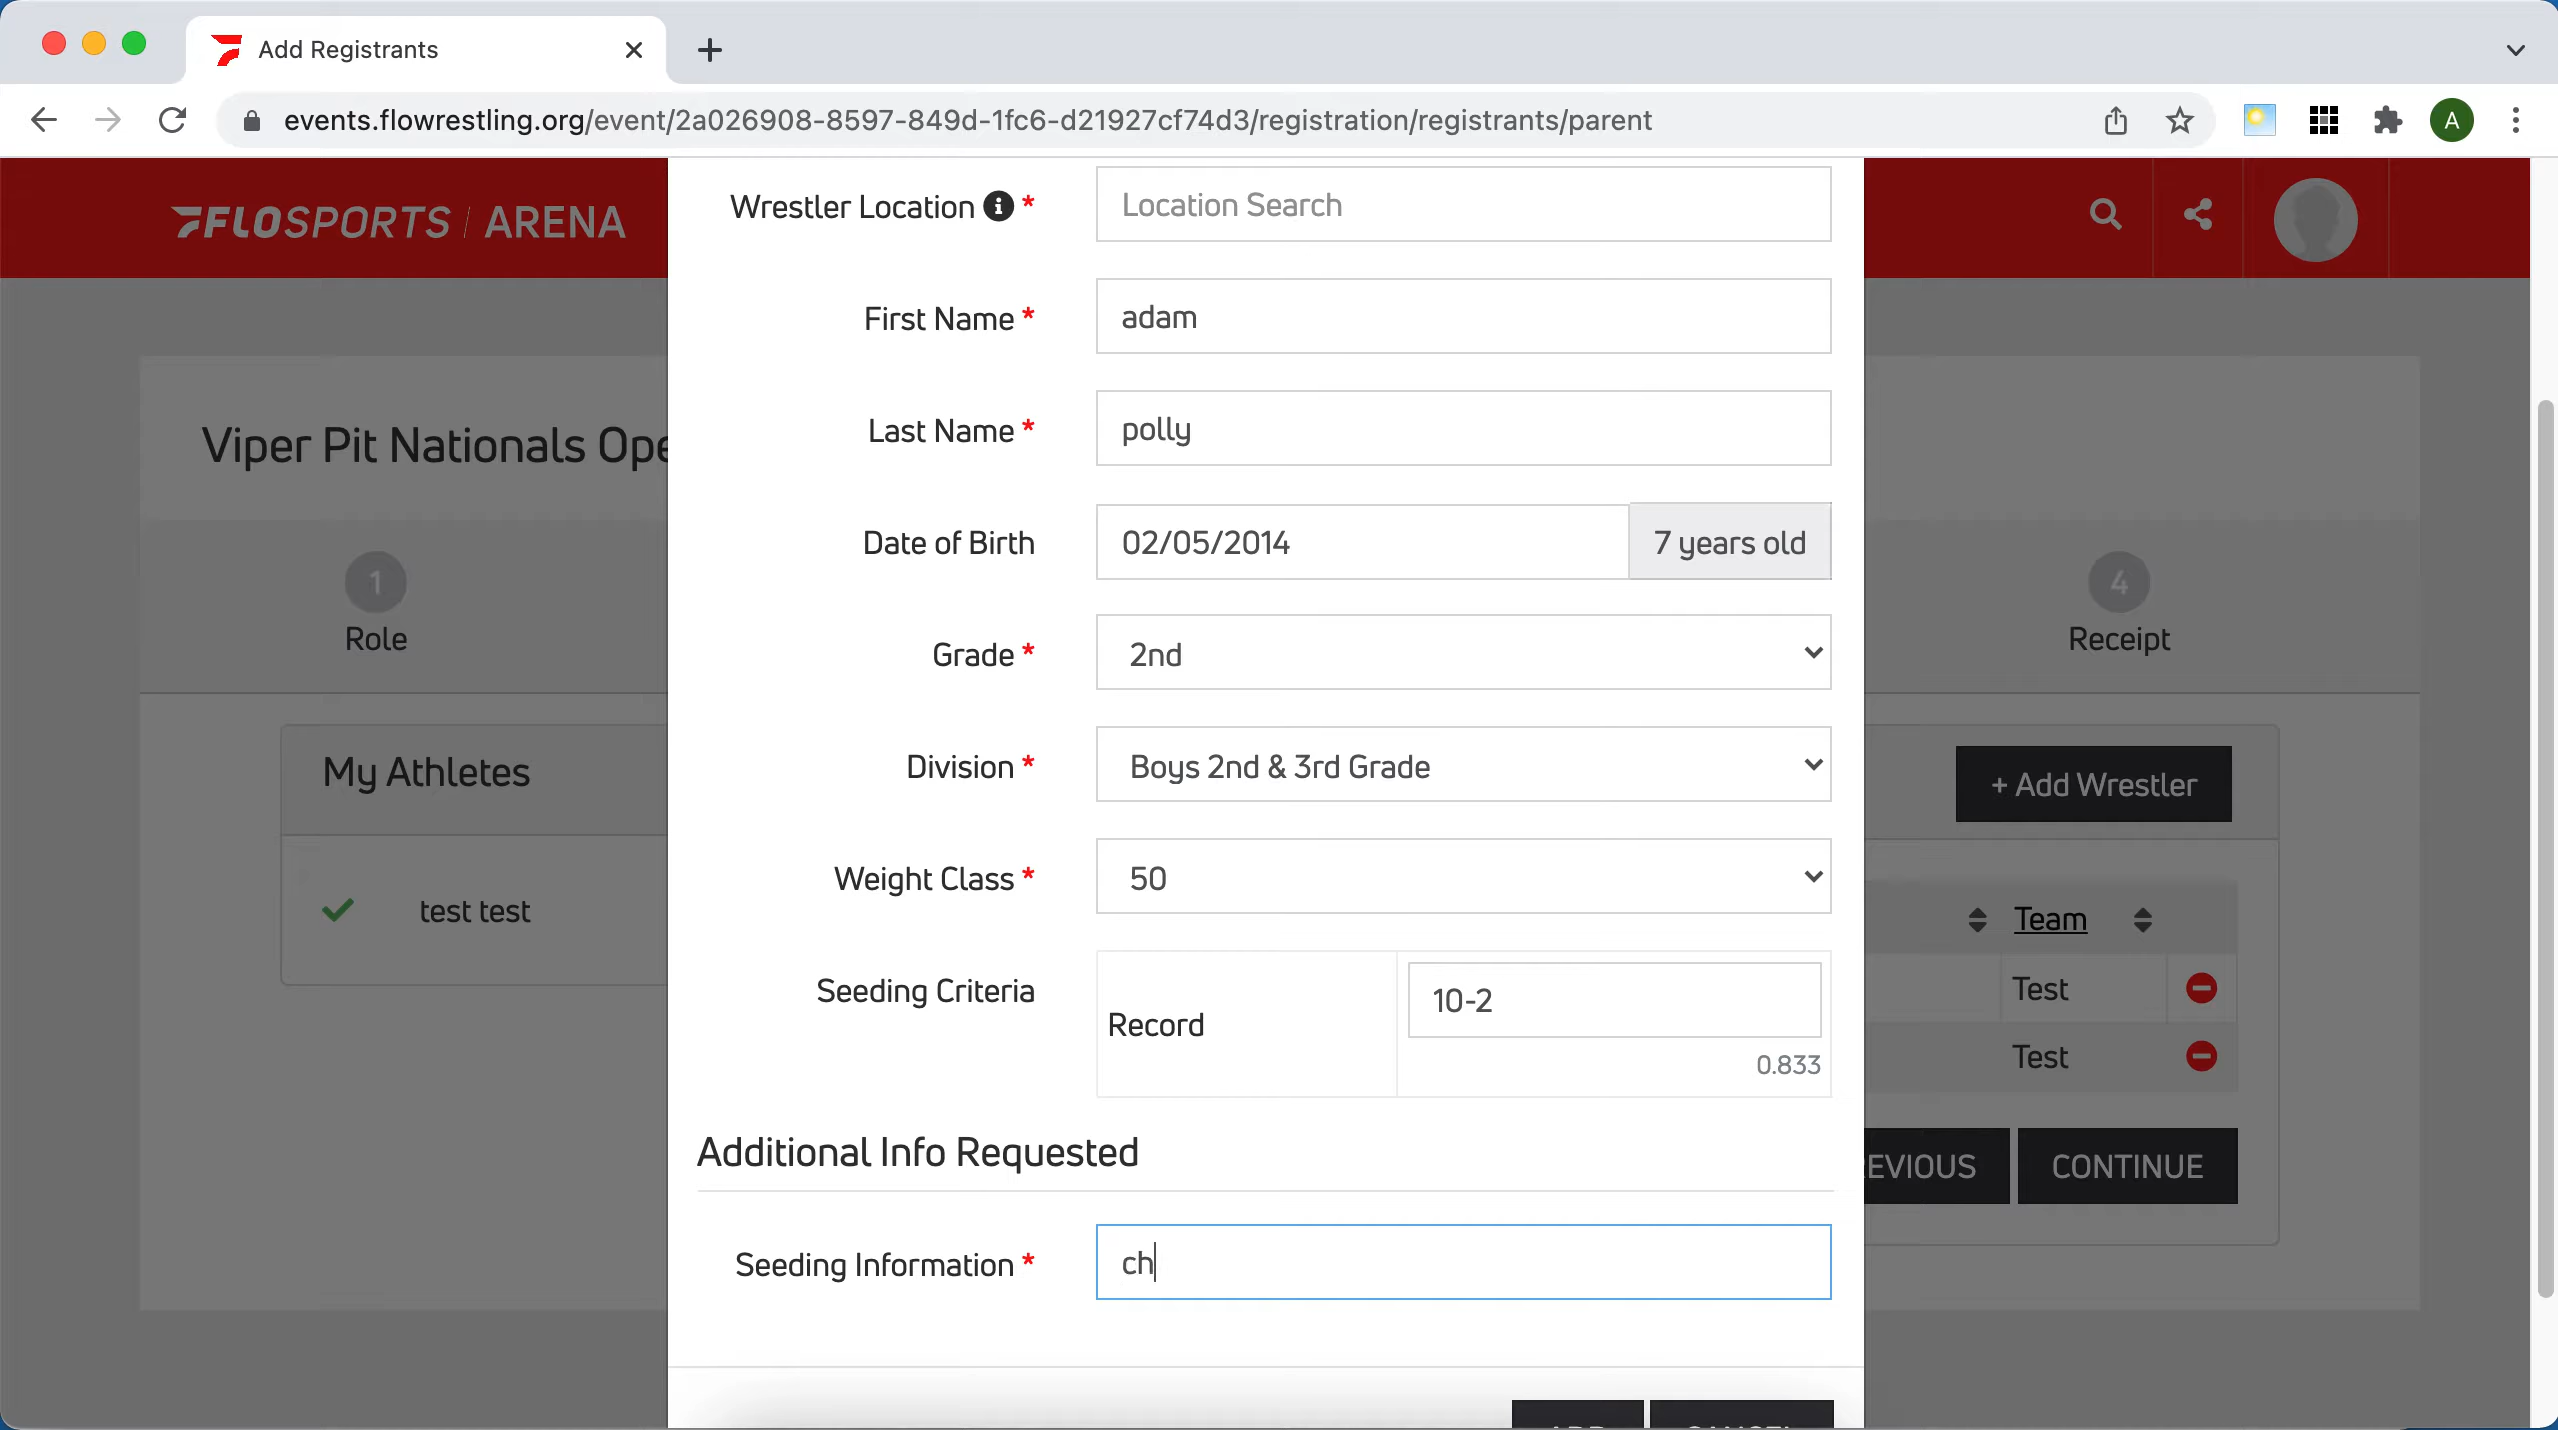 Add Registrants
events.flowrestling.org/event/2a026908-8597-849d-1fc6-d21927cf74d3/registration/registrants/parent
A
FLOSPORTS | ARENA
Viper Pit Nationals Ope
1
Role
4
Receipt
My Athletes
test test
+ Add Wrestler
Team
Test
Test
EVIOUS
CONTINUE
Wrestler Location *
Location Search
First Name *
adam
Last Name *
polly
Date of Birth
02/05/2014
7 years old
Grade *
2nd
Division *
Boys 2nd & 3rd Grade
Weight Class *
50
Seeding Criteria
Record
10-2
0.833
Additional Info Requested
Seeding Information *
ch